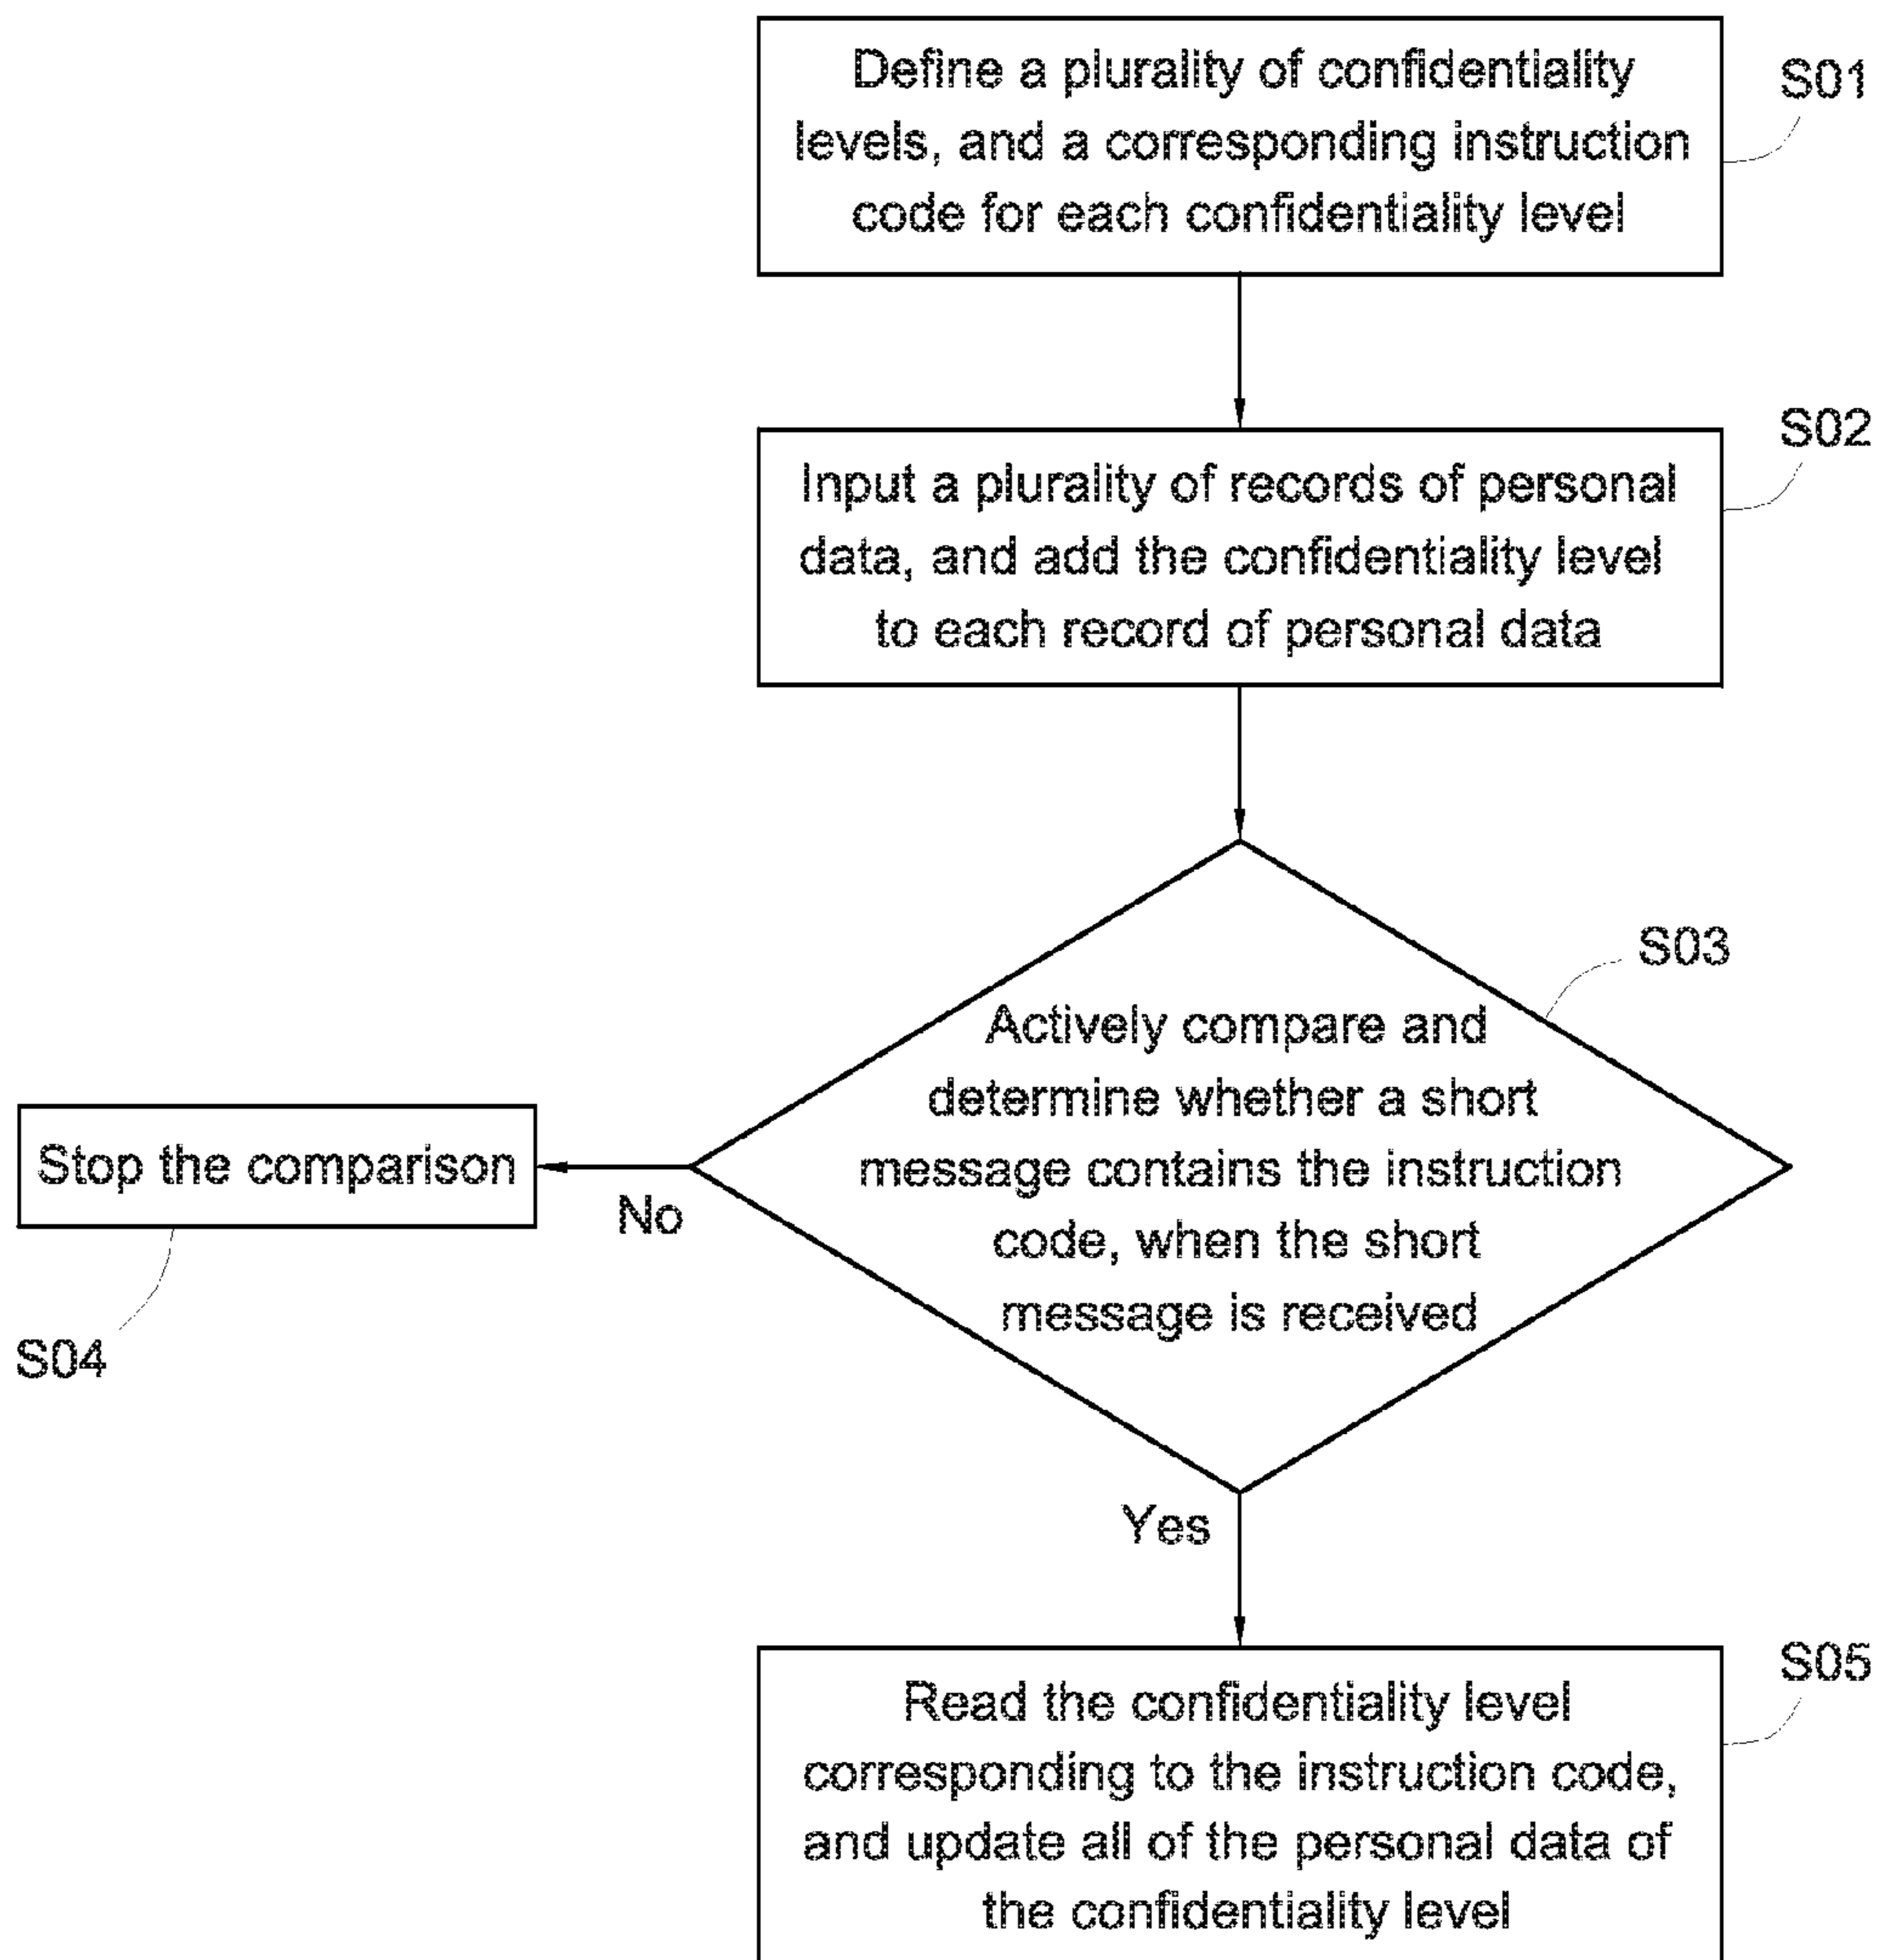 Define a plurality of confidentiality
levels, and a corresponding instruction
code for each confidentiality level
S01
Input a plurality of records of personal
data, and add the confidentiality level
to each record of personal data
S02
Actively compare and
determine whether a short
message contains the instruction
code, when the short
message is received
S03
No
Stop the comparison
S04
Yes
Read the confidentiality level
corresponding to the instruction code,
and update all of the personal data of
the confidentiality level
S05